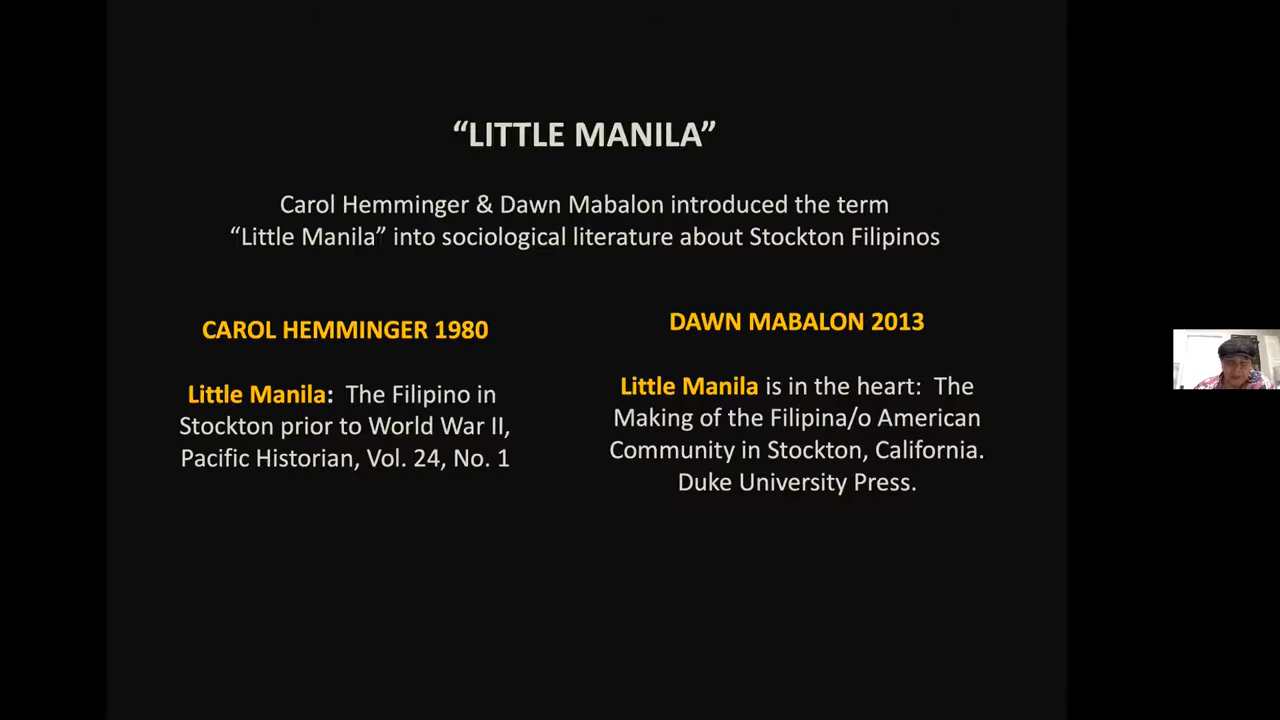 “LITTLE MANILA”
Carol Hemminger & Dawn Mabalon introduced the term
“Little Manila” into sociological literature about Stockton Filipinos
CAROL HEMMINGER 1980
Little Manila: The Filipino in
Stockton prior to World War II,
Pacific Historian, Vol. 24, No. 1
DAWN MABALON 2013
Little Manila is in the heart: The
Making of the Filipina/o American
Community in Stockton, California.
Duke University Press.